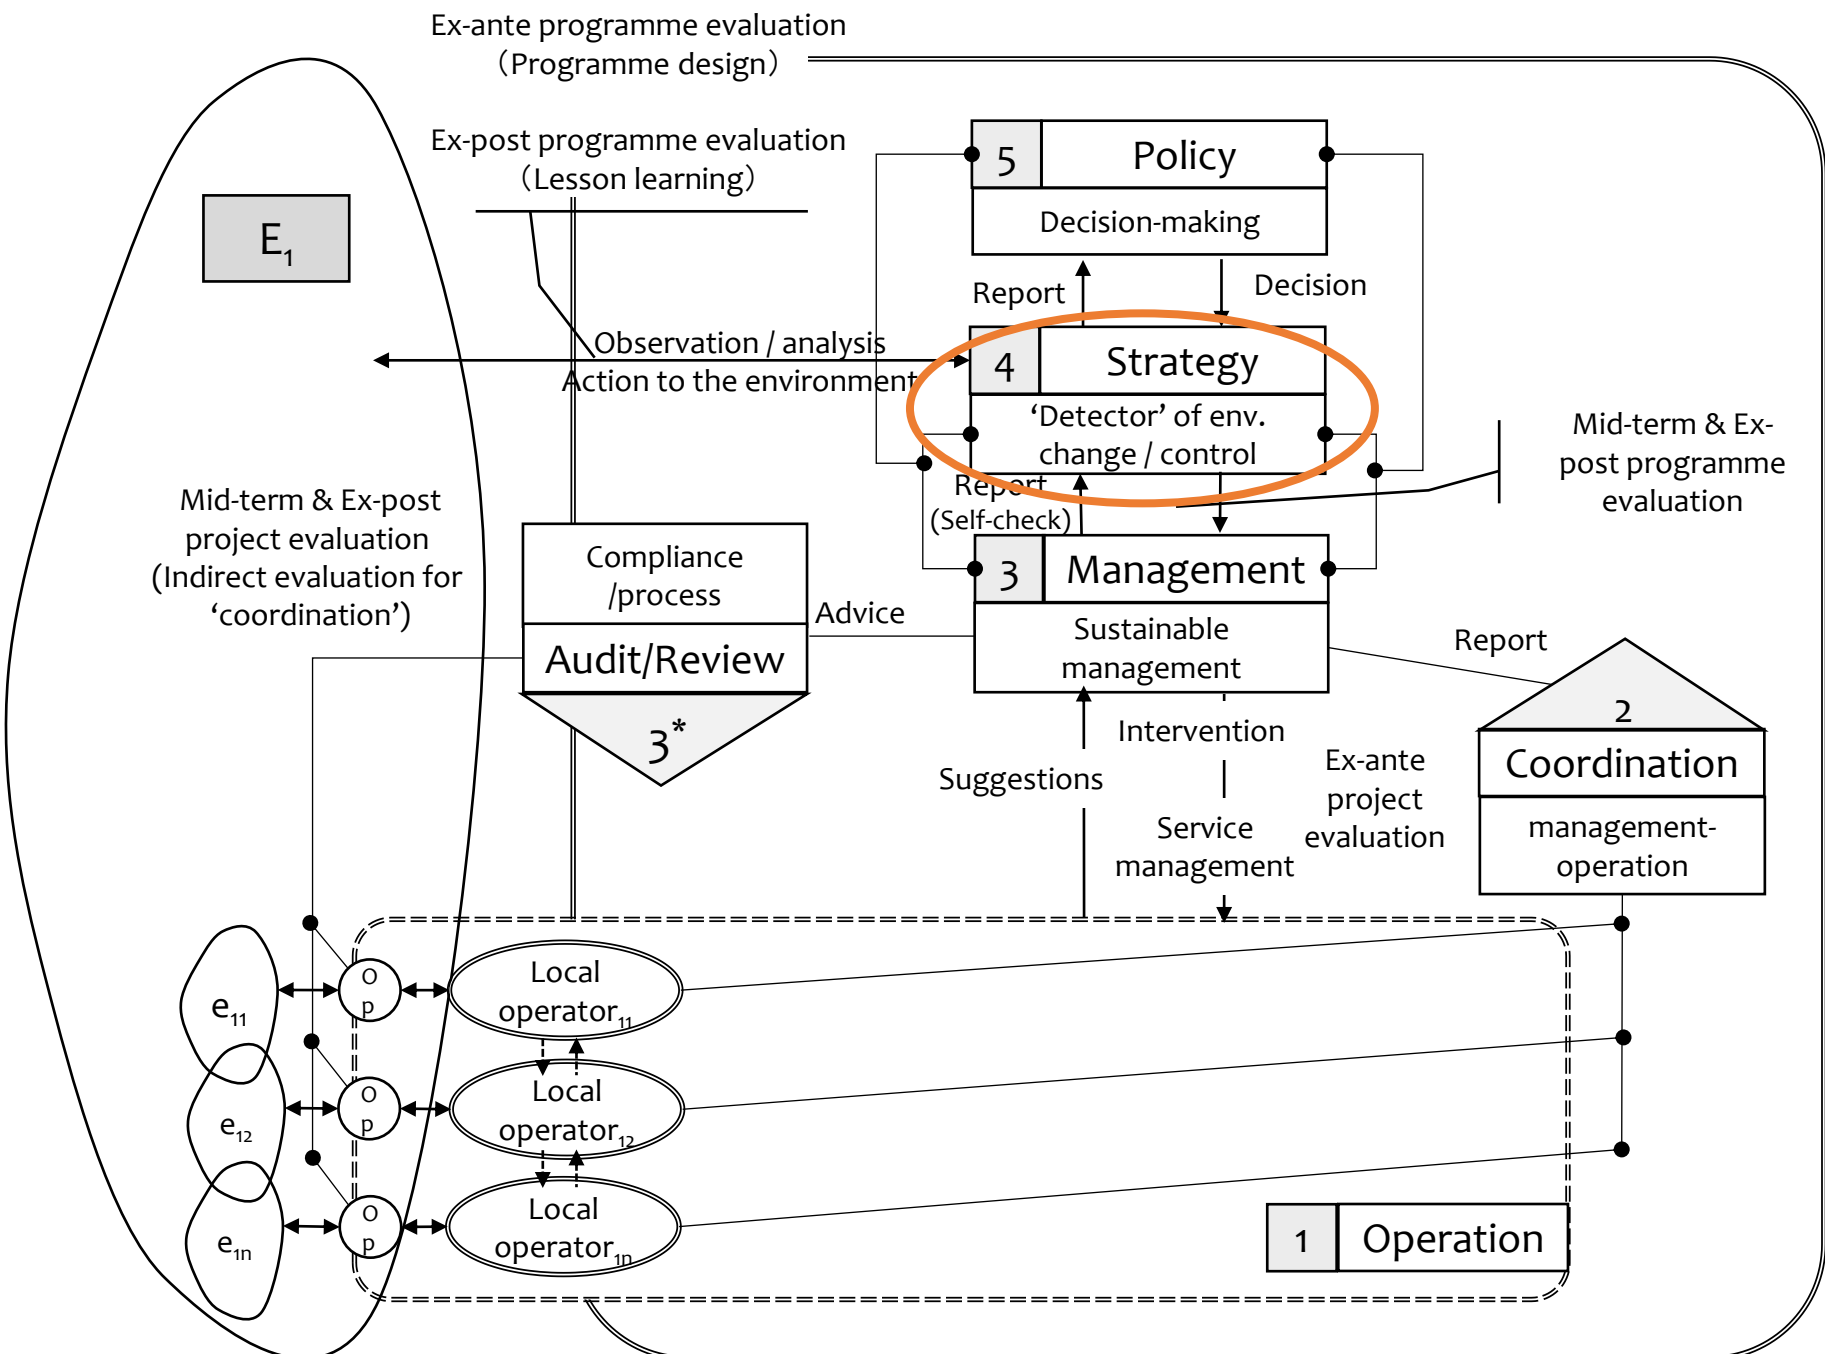 Ex-ante programme evaluation
（Programme design）
Ex-post programme evaluation
（Lesson learning）
E1
5
Policy
Decision-making
Report
Decision
Observation / analysis
Action to the environment
4
Strategy
‘Detector’ of env.
change / control
Mid-term & Ex-
post programme
evaluation
Report
(Self-check)
Mid-term & Ex-post
project evaluation
(Indirect evaluation for
‘coordination’)
Compliance
/process
Audit/Review
3*
Advice
3
Management
Sustainable
management
Report
2
Coordination
management-
operation
Intervention
Suggestions
Service
management
Ex-ante
project
evaluation
e11
O
p
Local
operator11
e12
O
p
Local
operator12
e1n
O
p
Local
operator1n
1
Operation